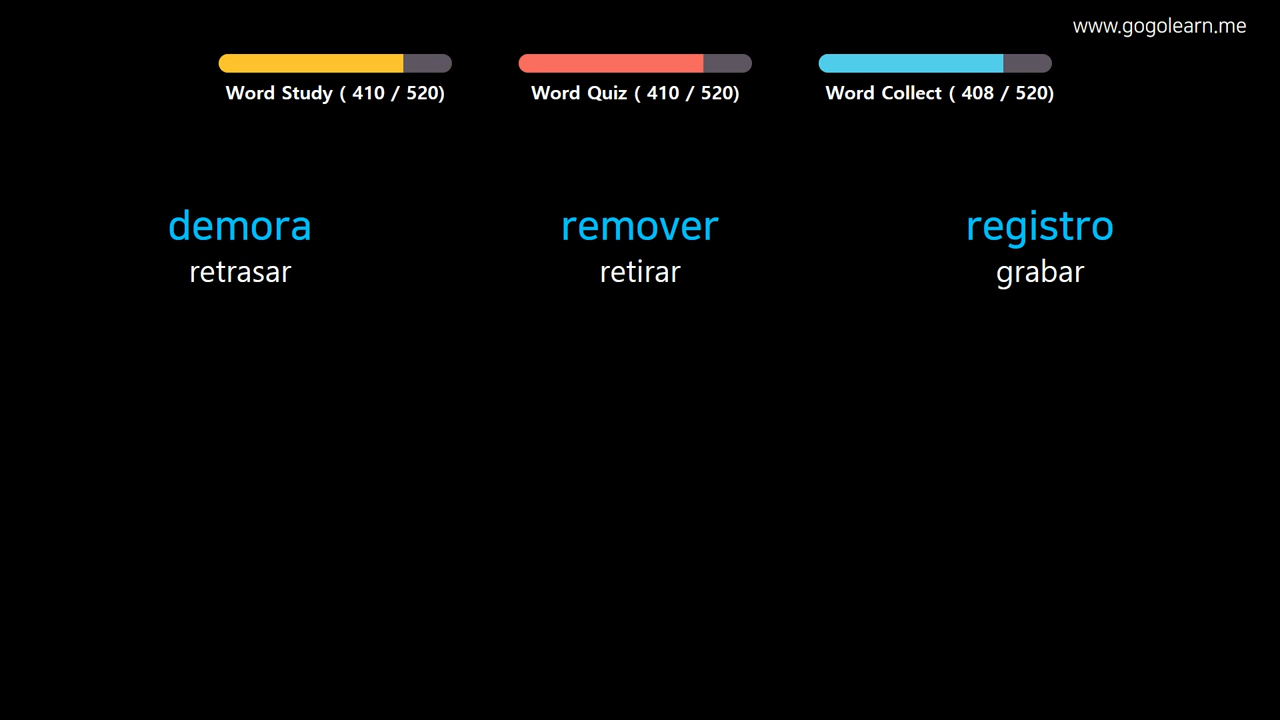 www.gogolearn.me
Word Study ( 410 / 520)
Word Quiz ( 410 / 520)
Word Collect ( 408 / 520)
demora
retrasar
remover
retirar
registro
grabar